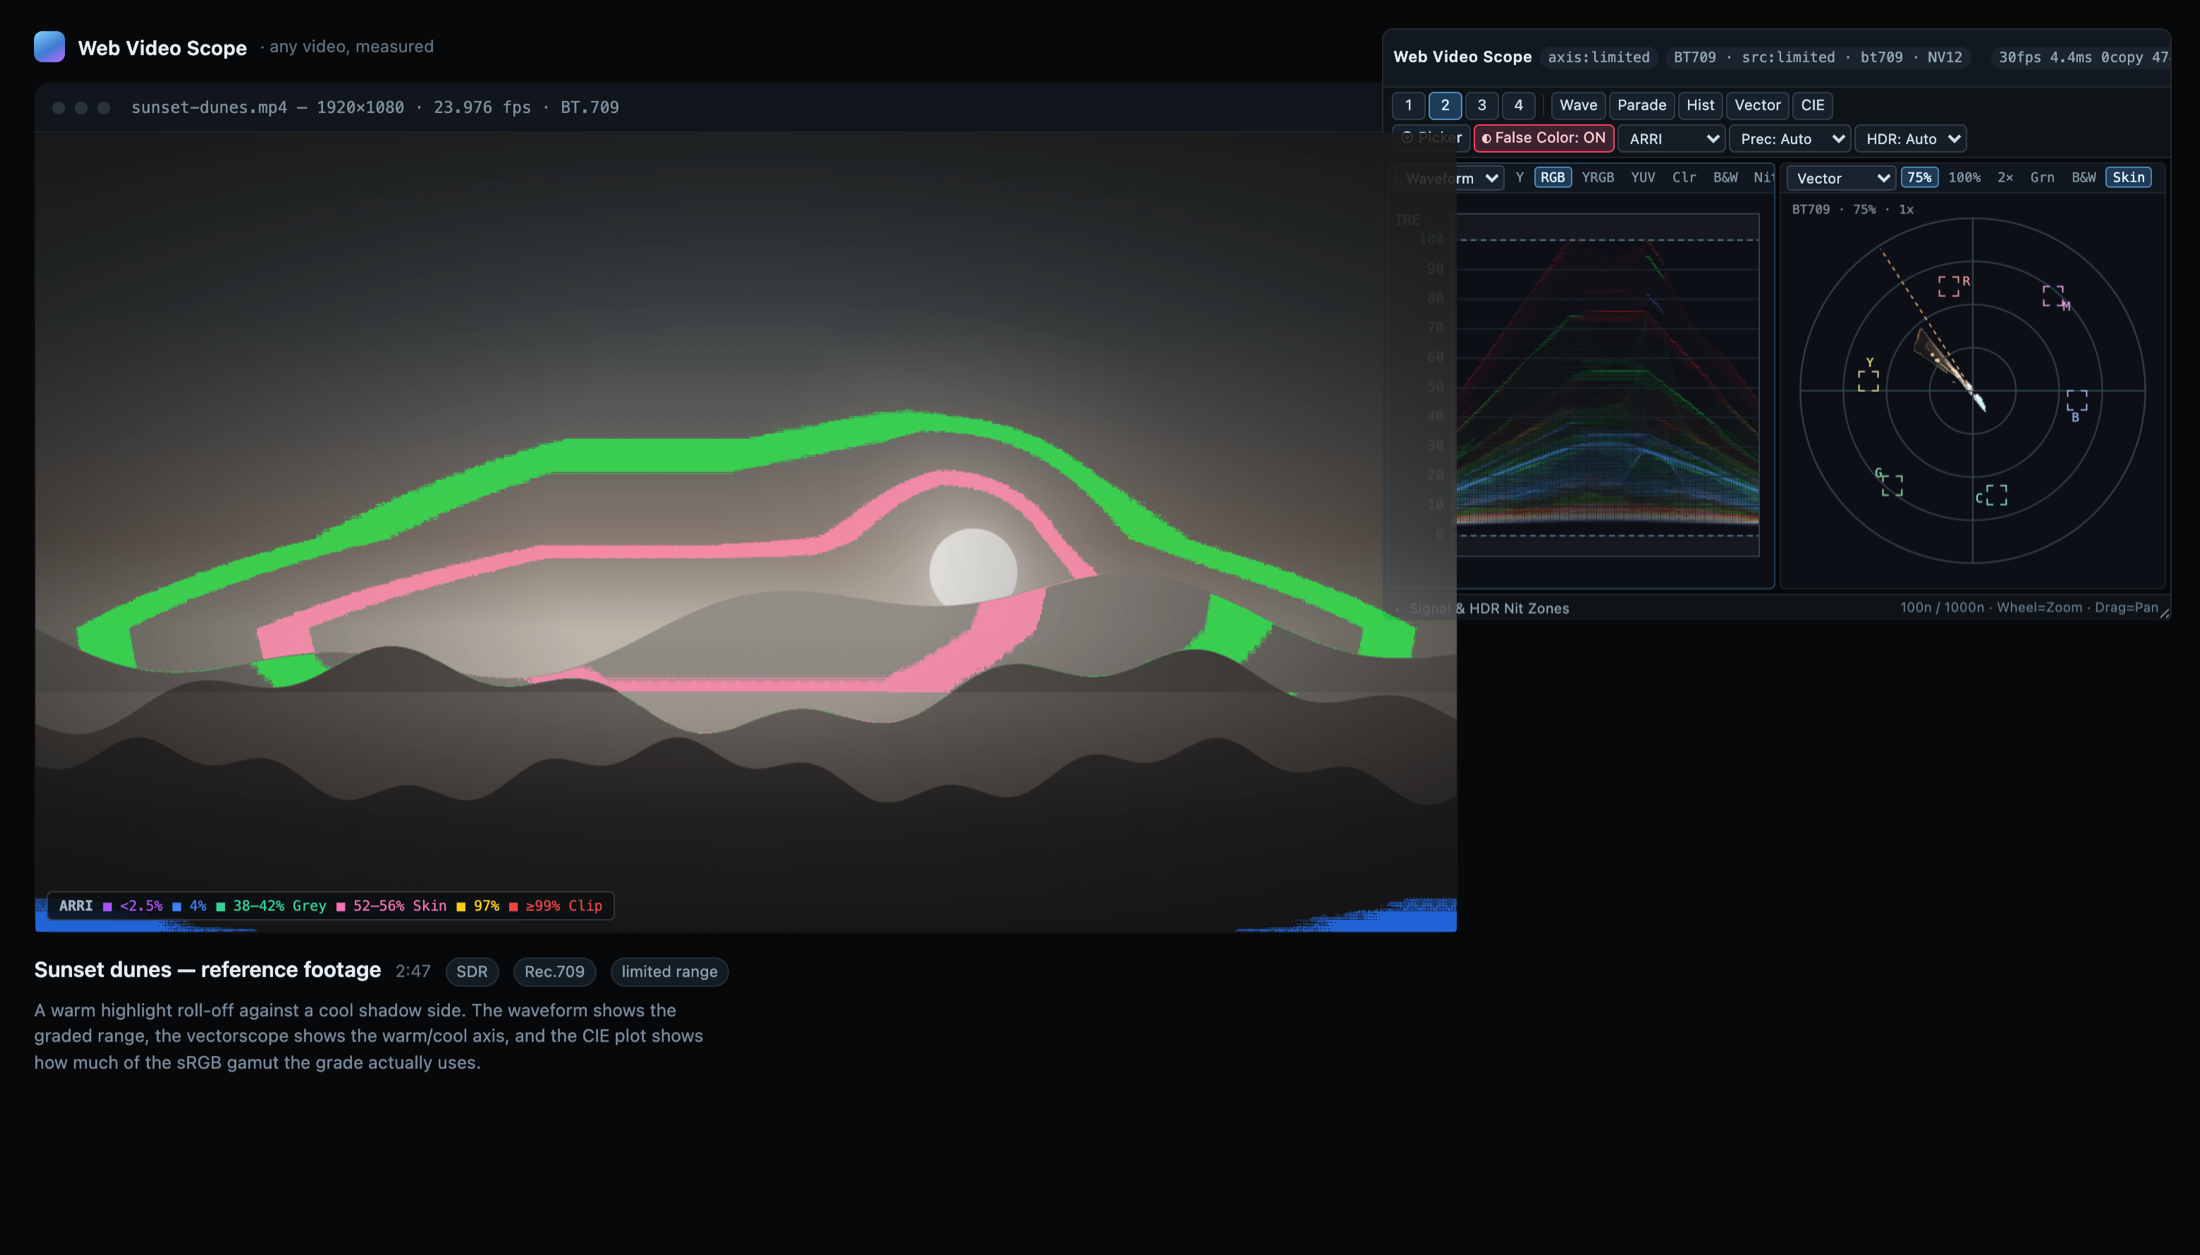 Web Video Scope · any video, measured
sunset-dunes.mp4 — 1920×1080 · 23.976 fps · BT.709
Web Video Scope axis:limited BT709 · src:limited · bt709 · NV12 30fps 4.4ms 0copy 47
1 2 3 4 Wave Parade Hist Vector CIE
Picker False Color: ON ARRI Prec: Auto HDR: Auto
Waveform Y RGB YRGB YUV Clr B&W Nit
IRE
100
90
80
70
60
50
40
30
20
10
0
Vector 75% 100% 2× Grn B&W Skin
BT709 · 75% · 1x
R
M
Y
B
G
C
Signal & HDR Nit Zones 100n / 1000n · Wheel=Zoom · Drag=Pan
ARRI <2.5% 4% 38–42% Grey 52–56% Skin 97% ≥99% Clip
Sunset dunes — reference footage 2:47 SDR Rec.709 limited range
A warm highlight roll-off against a cool shadow side. The waveform shows the
graded range, the vectorscope shows the warm/cool axis, and the CIE plot shows
how much of the sRGB gamut the grade actually uses.